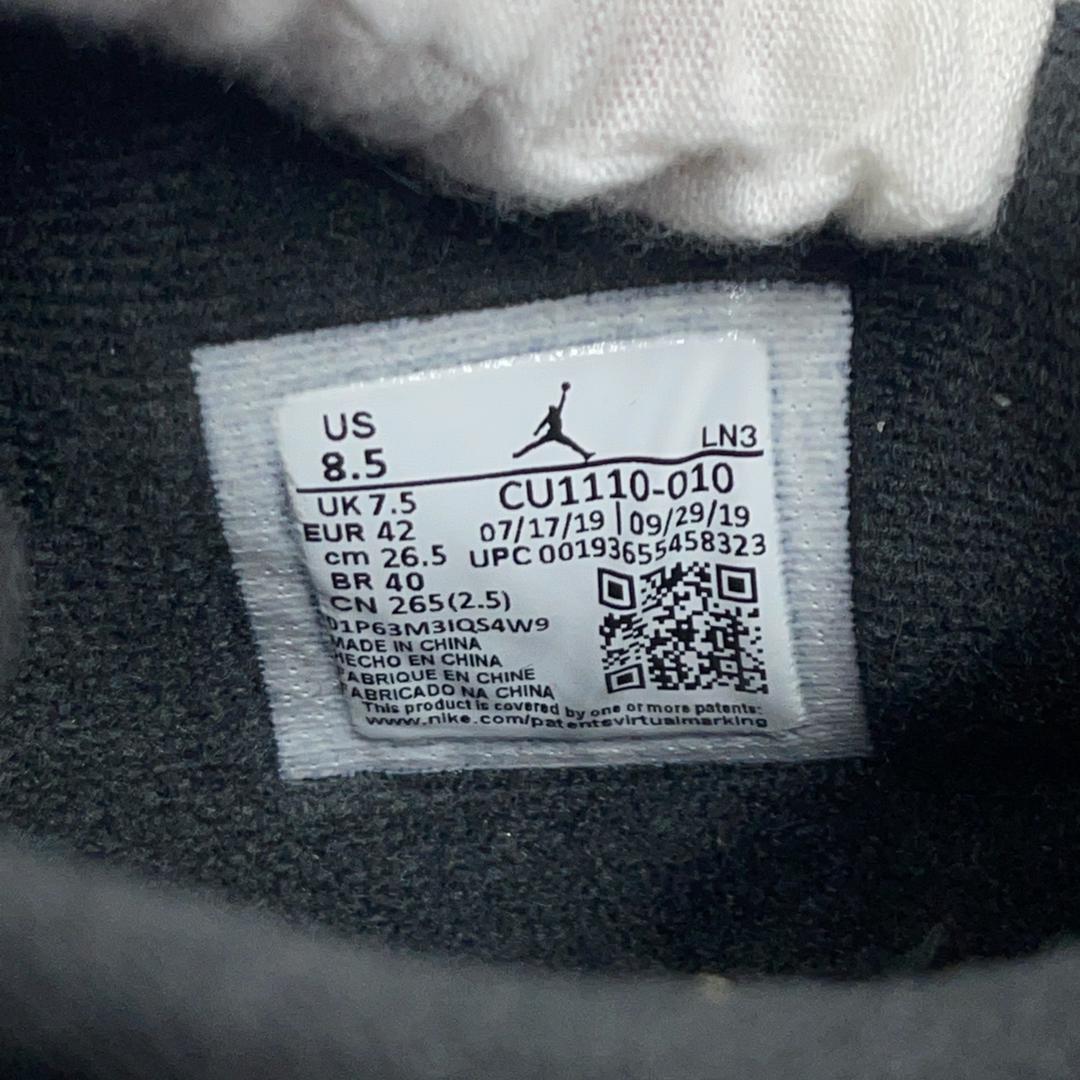 US
8.5
LN3
UK 7.5
EUR 42
cm 26.5
BR 40
CN 265(2.5)
CU1110-010
07/17/19 | 09/29/19
UPC 00193655458323
D1P63M3IQS4W9
MADE IN CHINA
HECHO EN CHINA
FABRIQUE EN CHINE
FABRICADO NA CHINA
This product is covered by one or more patents:
www.nike.com/patentsvirtualmarking